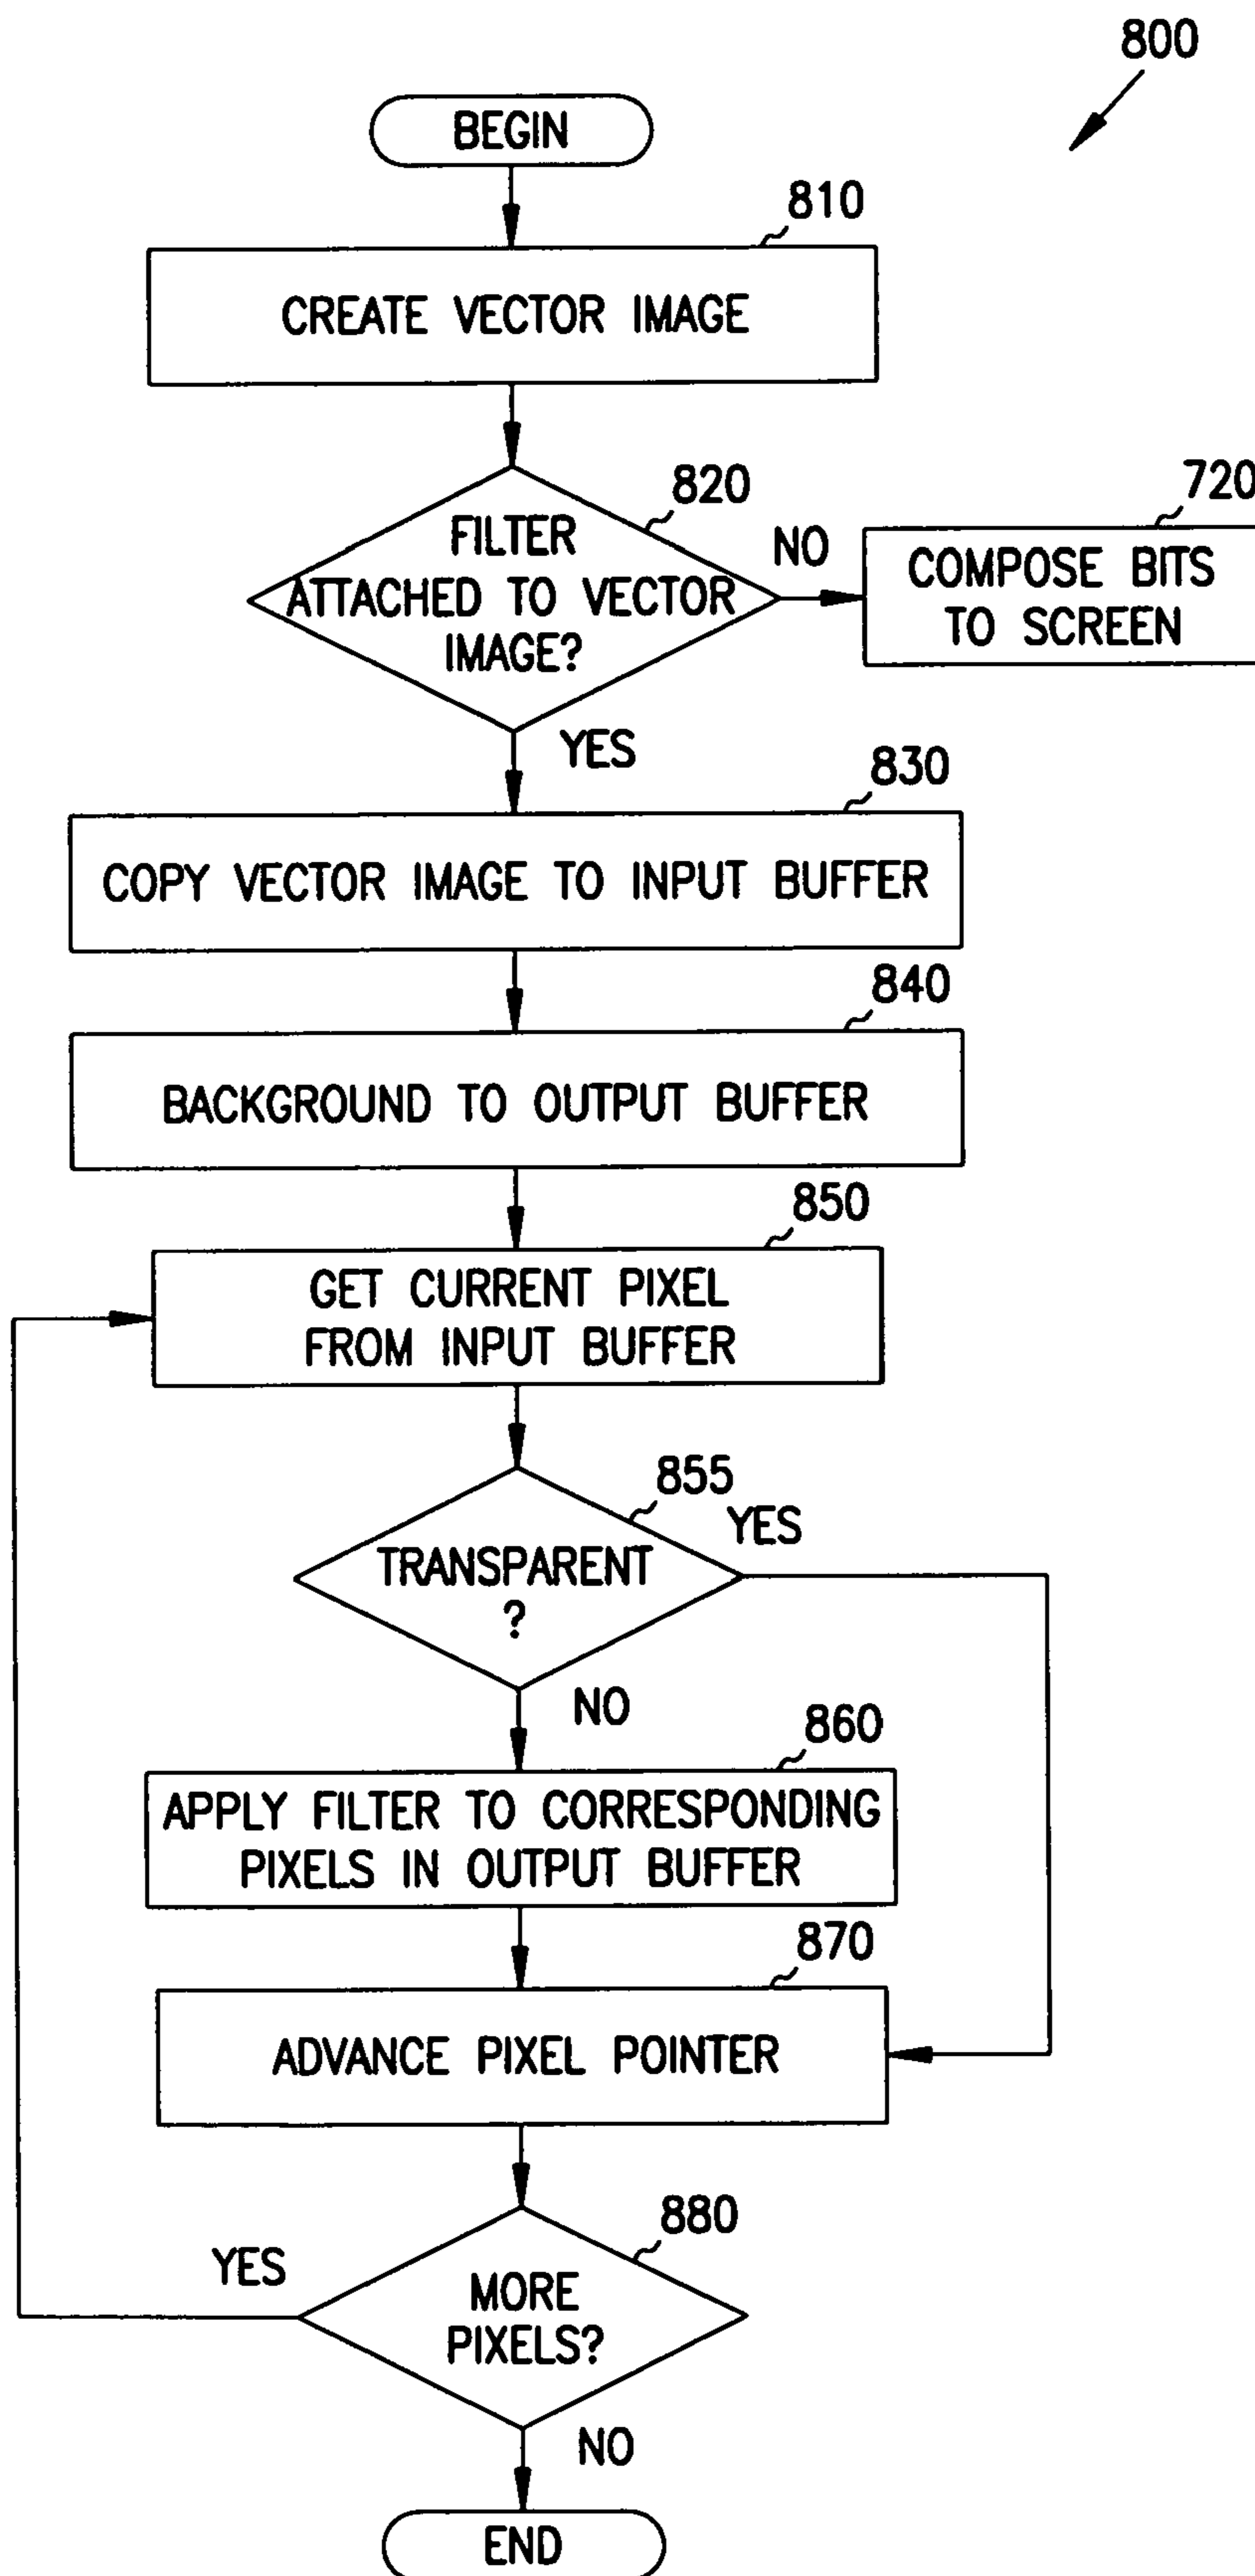 800
BEGIN
810
CREATE VECTOR IMAGE
820
FILTER
ATTACHED TO VECTOR
IMAGE?
NO
720
COMPOSE BITS
TO SCREEN
YES
830
COPY VECTOR IMAGE TO INPUT BUFFER
840
BACKGROUND TO OUTPUT BUFFER
850
GET CURRENT PIXEL
FROM INPUT BUFFER
855
YES
TRANSPARENT
?
NO
860
APPLY FILTER TO CORRESPONDING
PIXELS IN OUTPUT BUFFER
870
ADVANCE PIXEL POINTER
880
YES
MORE
PIXELS?
NO
END